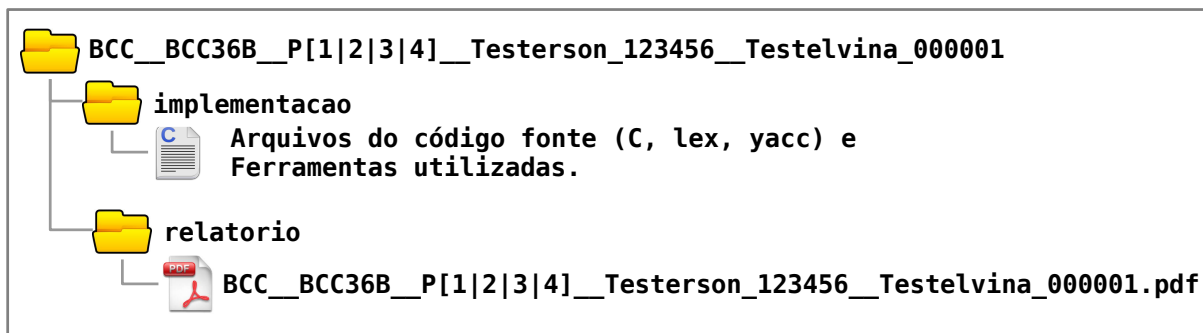 BCC__BCC36B__P[1|2|3|4]__Testerson_123456__Testelvina_000001
implementacao
C
Arquivos do código fonte (C, lex, yacc) e
Ferramentas utilizadas.
relatorio
PDF
BCC__BCC36B__P[1|2|3|4]__Testerson_123456__Testelvina_000001.pdf